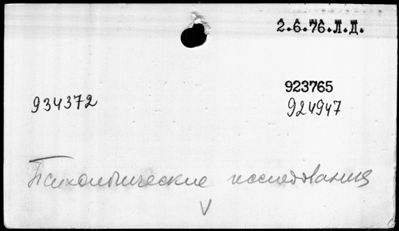 2.6.76.Л.Д.
923765
934372
924947
Психологические исследования
V